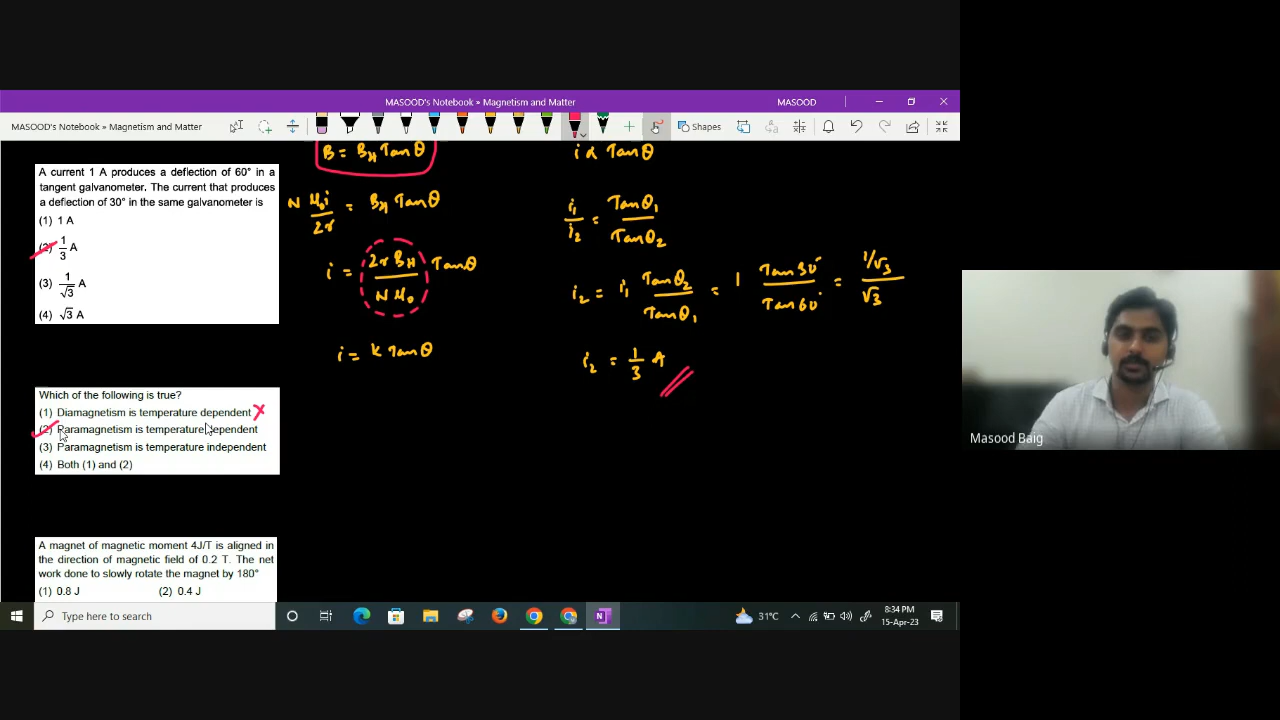 MASOOD's Notebook » Magnetism and Matter
MASOOD
MASOOD's Notebook » Magnetism and Matter
Shapes
A current 1 A produces a deflection of 60° in a
tangent galvanometer. The current that produces
a deflection of 30° in the same galvanometer is
(1) 1 A
(2) 1/3 A
(3) 1/√3 A
(4) √3 A
B = B_H Tanθ
N μ₀i/2r = B_H Tanθ
i = 2r B_H/N μ₀ Tanθ
i = K Tanθ
i α Tanθ
i₁/i₂ = Tanθ₁/Tanθ₂
i₂ = i₁ Tanθ₂/Tanθ₁ = 1 Tan30°/Tan60° = 1/√3/√3
i₂ = 1/3 A
Which of the following is true?
(1) Diamagnetism is temperature dependent X
(2) Paramagnetism is temperature dependent
(3) Paramagnetism is temperature independent
(4) Both (1) and (2)
A magnet of magnetic moment 4J/T is aligned in
the direction of magnetic field of 0.2 T. The net
work done to slowly rotate the magnet by 180°
(1) 0.8 J (2) 0.4 J
Masood Baig
Type here to search
31°C
8:34 PM
15-Apr-23